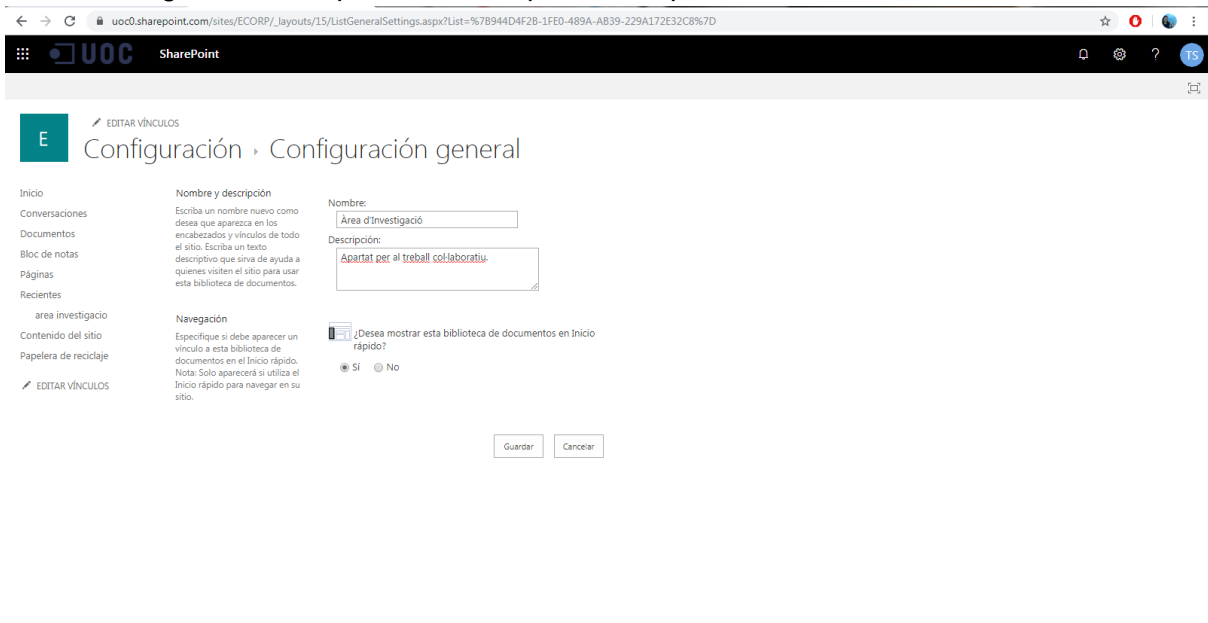 uoc0.sharepoint.com/sites/ECORP/_layouts/15/ListGeneralSettings.aspx?List=%7B944D4F2B-1FE0-489A-AB39-229A172E32C8%7D
UOC SharePoint ? TS
E
EDITAR VÍNCULOS
Configuración › Configuración general
Inicio
Conversaciones
Documentos
Bloc de notas
Páginas
Recientes
area investigacio
Contenido del sitio
Papelera de reciclaje
EDITAR VÍNCULOS
Nombre y descripción
Escriba un nombre nuevo como
desea que aparezca en los
encabezados y vínculos de todo
el sitio. Escriba un texto
descriptivo que sirva de ayuda a
quienes visiten el sitio para usar
esta biblioteca de documentos.
Nombre:
Àrea d'Investigació
Descripción:
Apartat per al treball col·laboratiu.
Navegación
Especifique si debe aparecer un
vínculo a esta biblioteca de
documentos en el Inicio rápido.
Nota: Solo aparecerá si utiliza el
Inicio rápido para navegar en su
sitio.
¿Desea mostrar esta biblioteca de documentos en Inicio
rápido?
Sí No
Guardar Cancelar